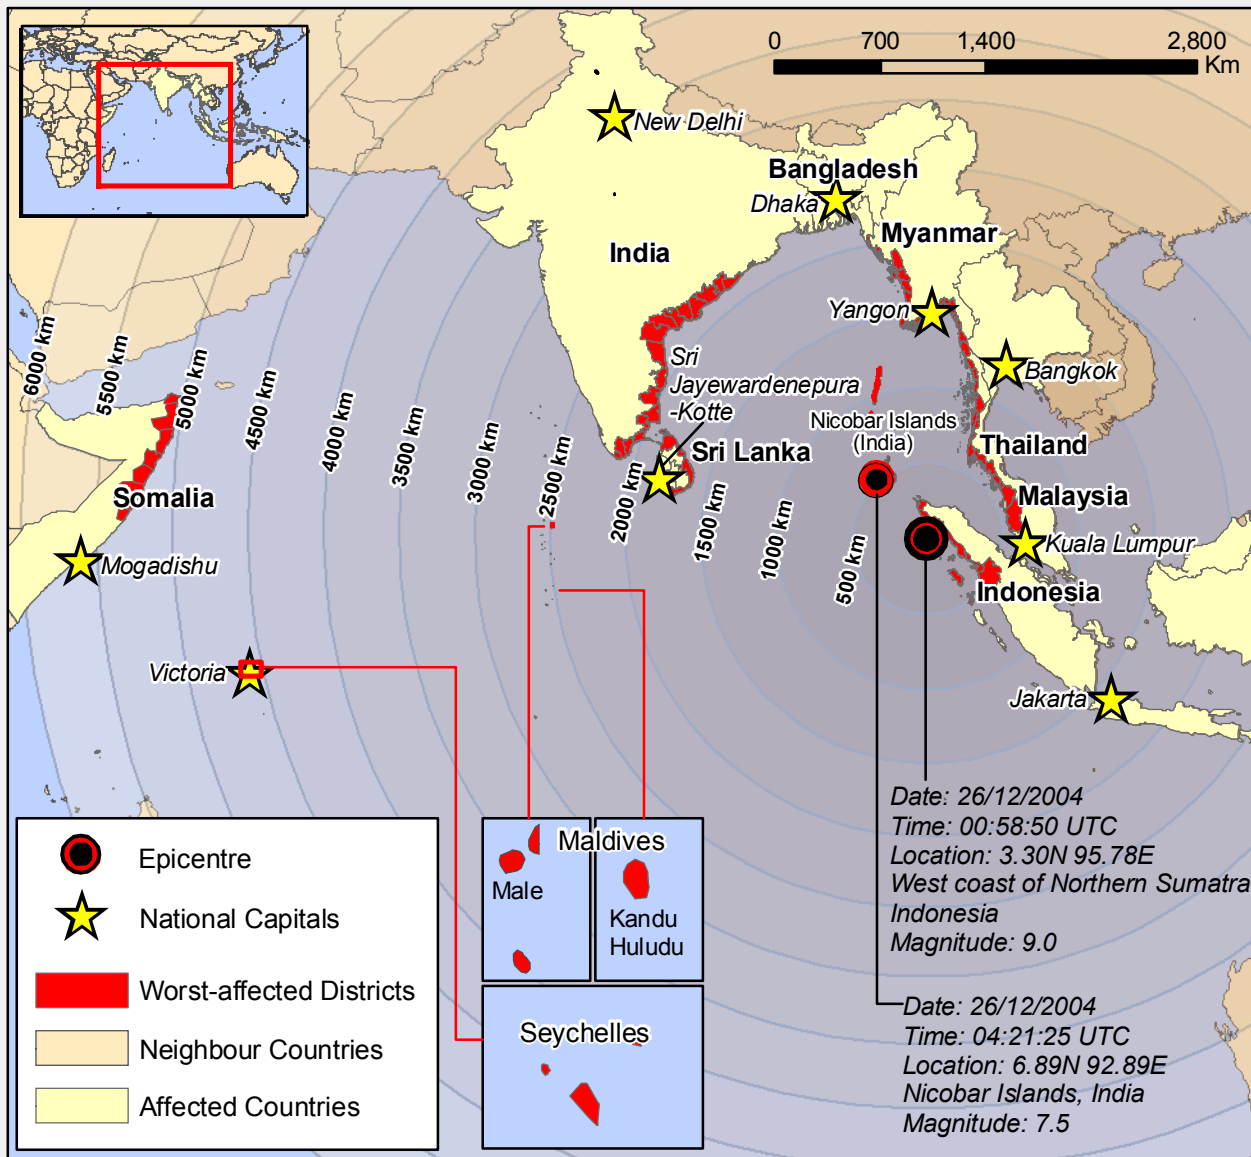 0 700 1,400 2,800
Km
New Delhi
Bangladesh
Dhaka
Myanmar
India
Yangon
Sri
Jayewardenepura
-Kotte
Bangkok
Nicobar Islands
(India)
Thailand
Sri Lanka
Malaysia
Kuala Lumpur
Indonesia
Jakarta
Somalia
Mogadishu
Victoria
6000 km
5500 km
5000 km
4500 km
4000 km
3500 km
3000 km
2500 km
2000 km
1500 km
1000 km
500 km
Date: 26/12/2004
Time: 00:58:50 UTC
Location: 3.30N 95.78E
West coast of Northern Sumatra
Indonesia
Magnitude: 9.0
Date: 26/12/2004
Time: 04:21:25 UTC
Location: 6.89N 92.89E
Nicobar Islands, India
Magnitude: 7.5
Maldives
Male
Kandu
Huludu
Seychelles
Epicentre
National Capitals
Worst-affected Districts
Neighbour Countries
Affected Countries